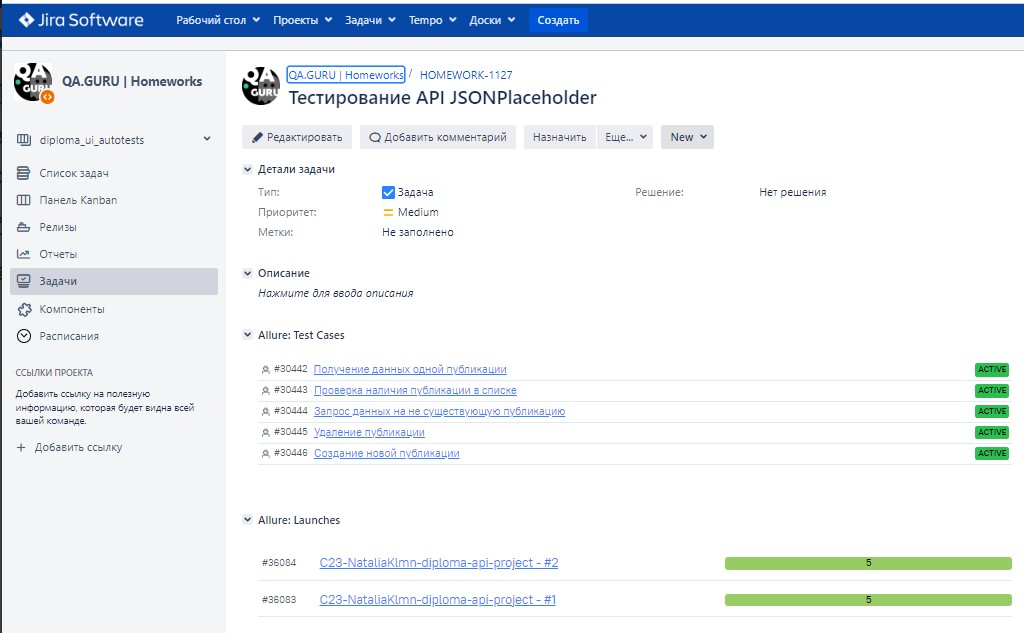 Jira Software Рабочий стол Проекты Задачи Tempo Доски Создать
QA GURU
QA.GURU | Homeworks
diploma_ui_autotests
Список задач
Панель Kanban
Релизы
Отчеты
Задачи
Компоненты
Расписания
ССЫЛКИ ПРОЕКТА
Добавить ссылку на полезную
информацию, которая будет видна всей
вашей команде.
+ Добавить ссылку
QA GURU
QA.GURU | Homeworks / HOMEWORK-1127
Тестирование API JSONPlaceholder
Редактировать Добавить комментарий Назначить Еще... New
Детали задачи
Тип: Задача Решение: Нет решения
Приоритет: Medium
Метки: Не заполнено
Описание
Нажмите для ввода описания
Allure: Test Cases
#30442 Получение данных одной публикации ACTIVE
#30443 Проверка наличия публикации в списке ACTIVE
#30444 Запрос данных на не существующую публикацию ACTIVE
#30445 Удаление публикации ACTIVE
#30446 Создание новой публикации ACTIVE
Allure: Launches
#36084 C23-NataliaKlmn-diploma-api-project - #2 5
#36083 C23-NataliaKlmn-diploma-api-project - #1 5